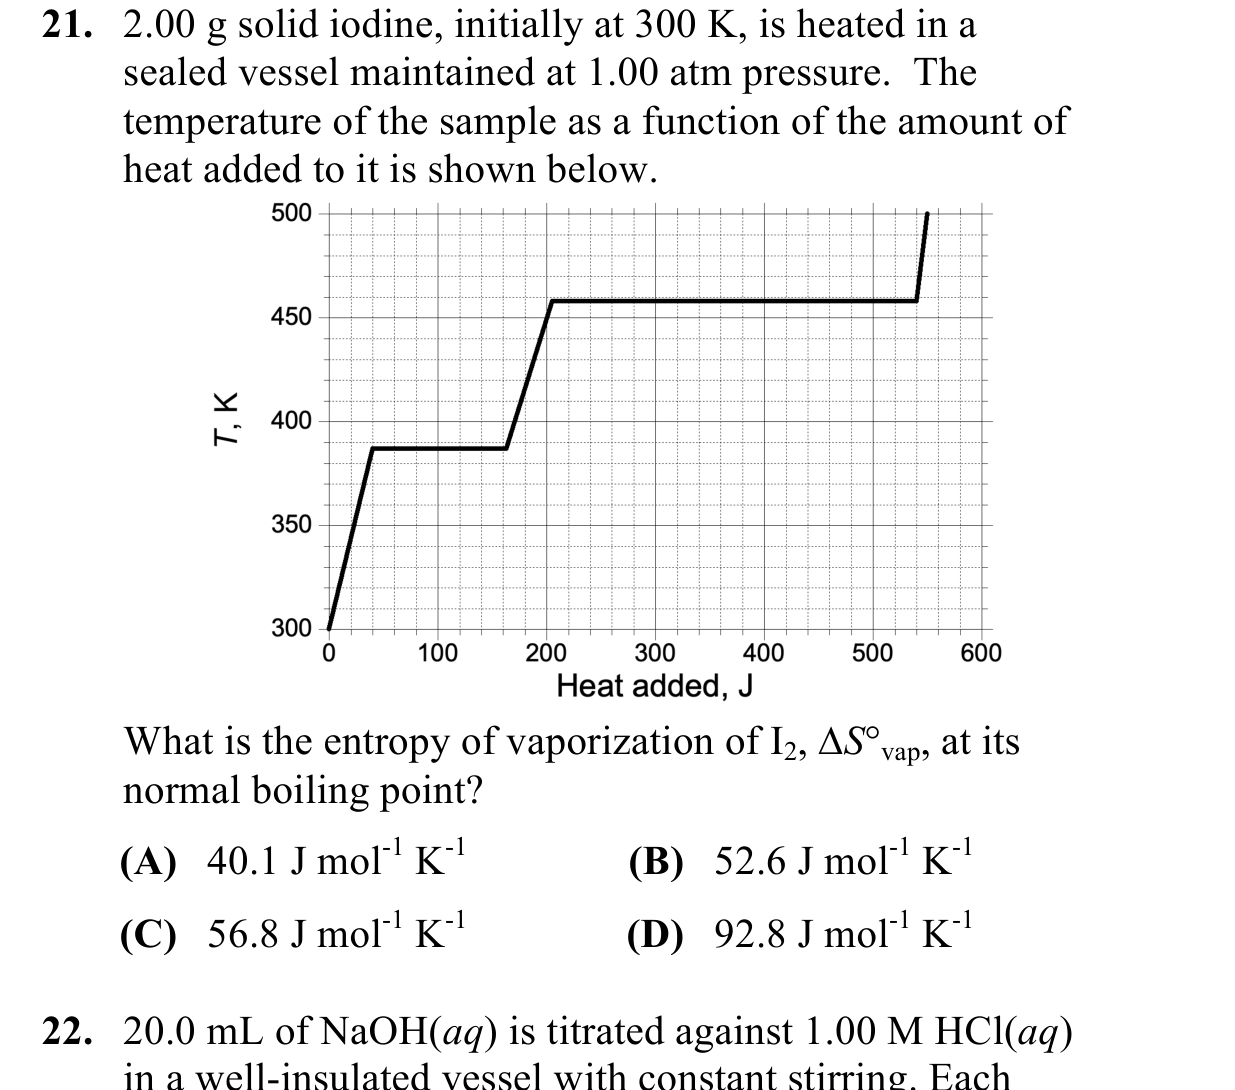 21. 2.00 g solid iodine, initially at 300 K, is heated in a
sealed vessel maintained at 1.00 atm pressure. The
temperature of the sample as a function of the amount of
heat added to it is shown below.
500
450
400
350
300
T, K
0 100 200 300 400 500 600
Heat added, J
What is the entropy of vaporization of I₂, ΔS°vap, at its
normal boiling point?
(A) 40.1 J mol⁻¹ K⁻¹ (B) 52.6 J mol⁻¹ K⁻¹
(C) 56.8 J mol⁻¹ K⁻¹ (D) 92.8 J mol⁻¹ K⁻¹
22. 20.0 mL of NaOH(aq) is titrated against 1.00 M HCl(aq)
in a well-insulated vessel with constant stirring. Each